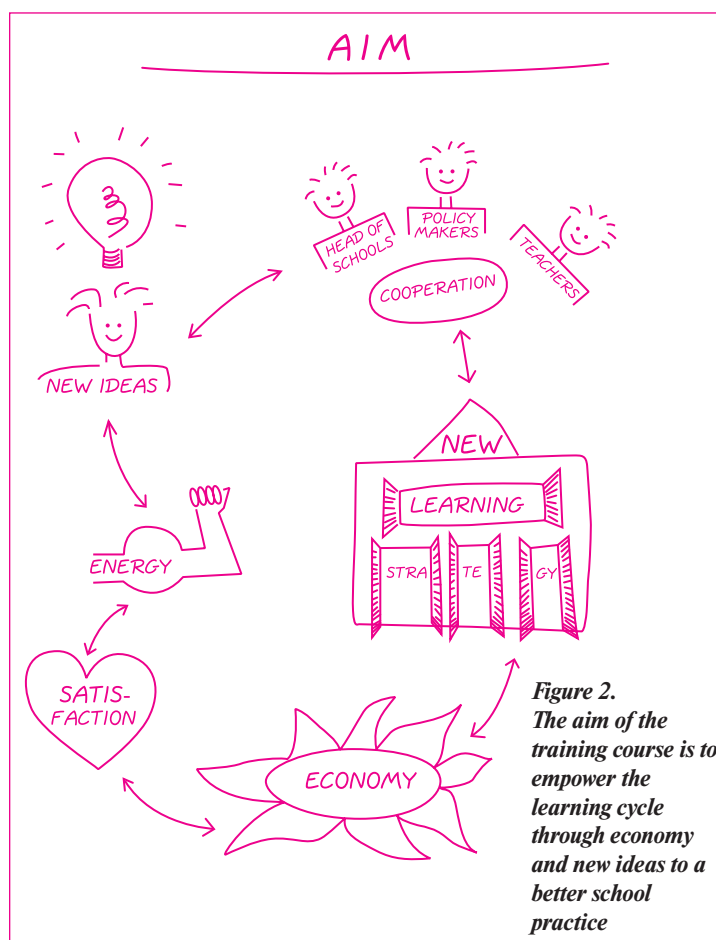 AIM
HEAD OF
SCHOOLS
POLICY
MAKERS
TEACHERS
COOPERATION
NEW IDEAS
NEW
LEARNING
STRA TE GY
ENERGY
SATIS-
FACTION
ECONOMY
Figure 2.
The aim of the
training course is to
empower the
learning cycle
through economy
and new ideas to a
better school
practice